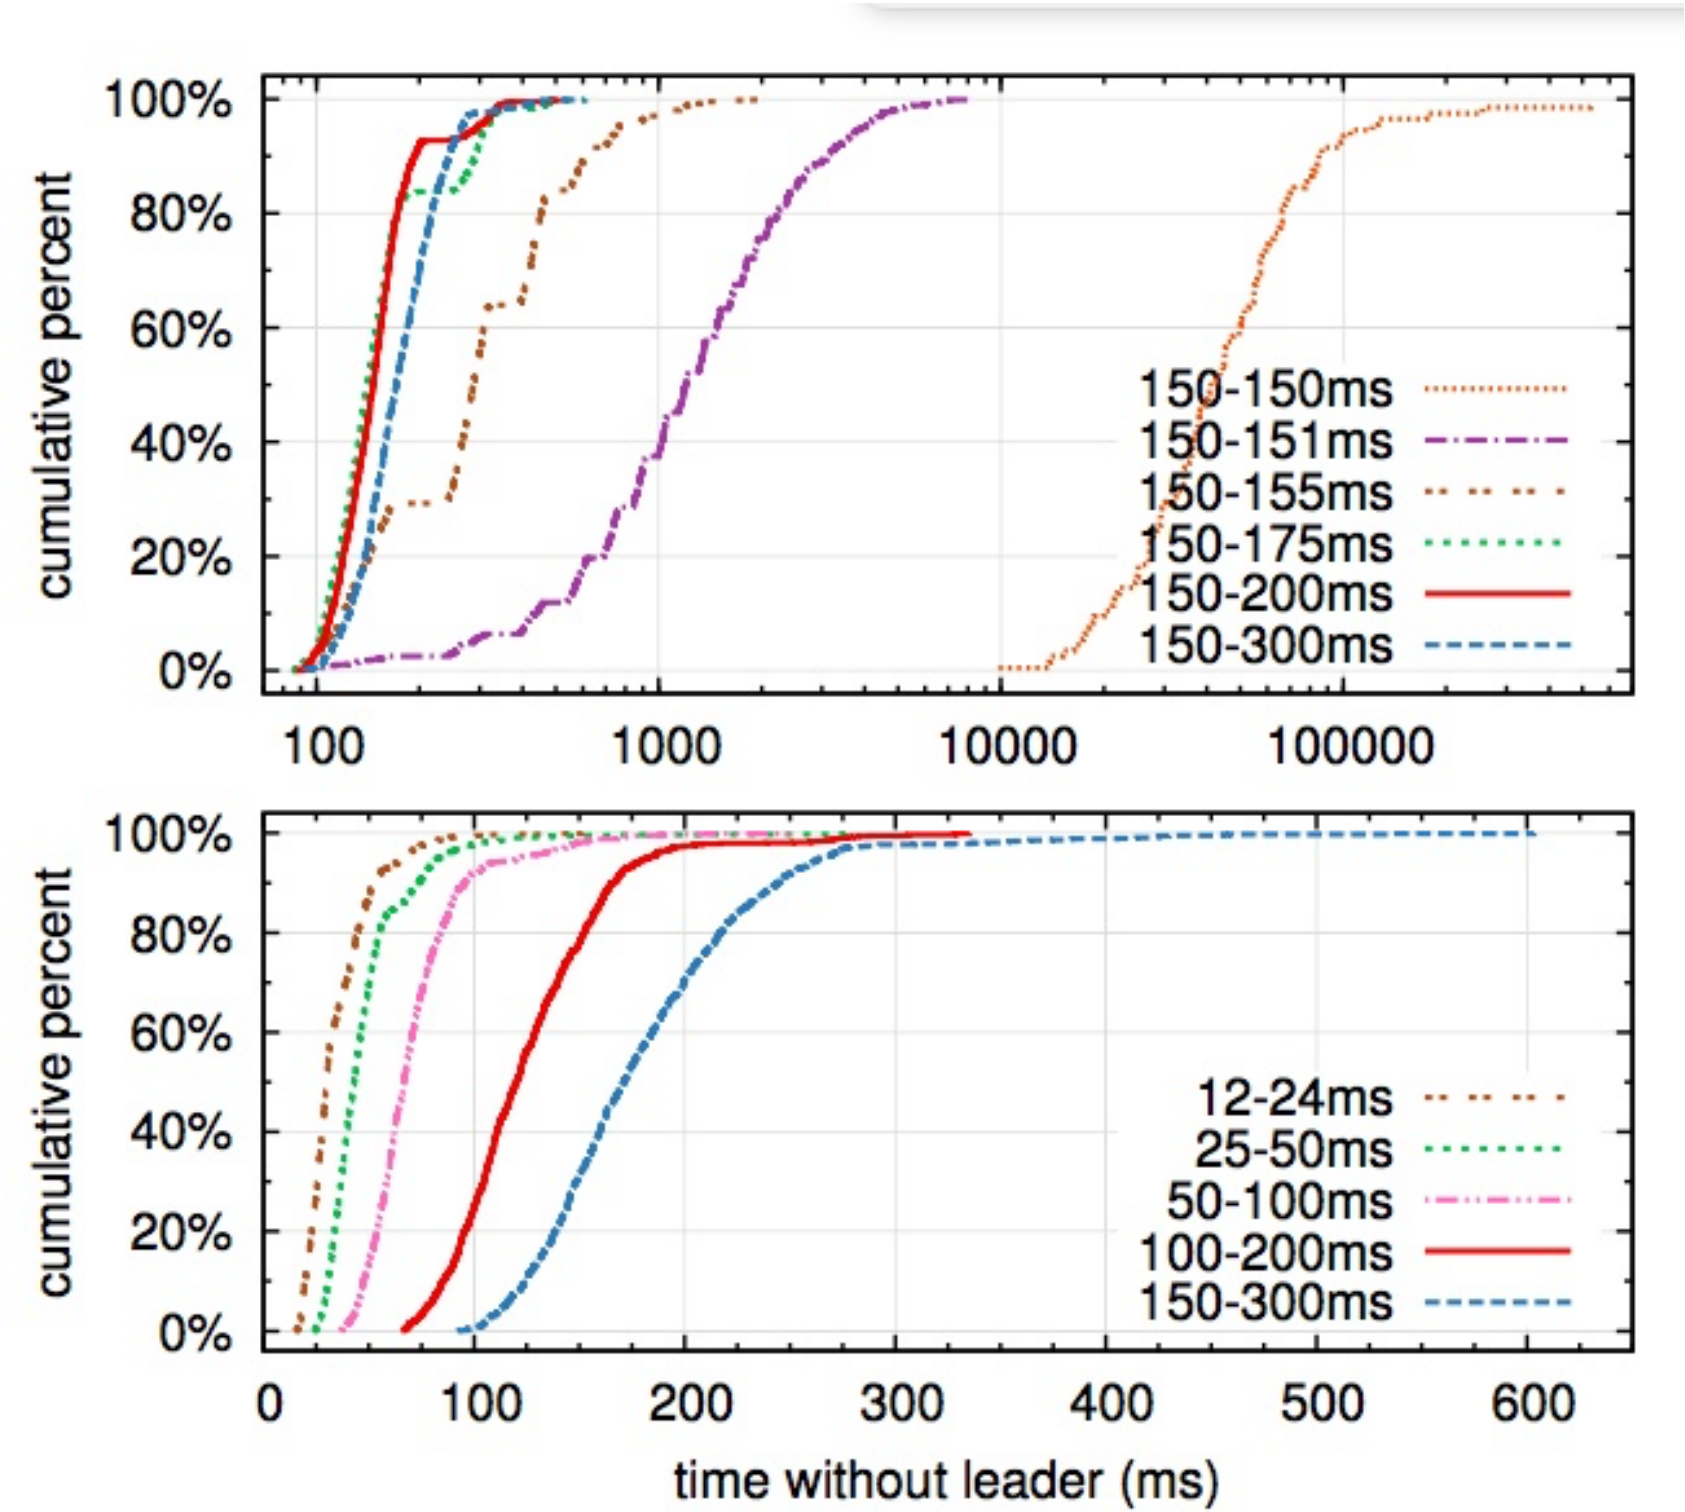 cumulative percent
100%
80%
60%
40%
20%
0%
150-150ms
150-151ms
150-155ms
150-175ms
150-200ms
150-300ms
100 1000 10000 100000
cumulative percent
100%
80%
60%
40%
20%
0%
12-24ms
25-50ms
50-100ms
100-200ms
150-300ms
0 100 200 300 400 500 600
time without leader (ms)